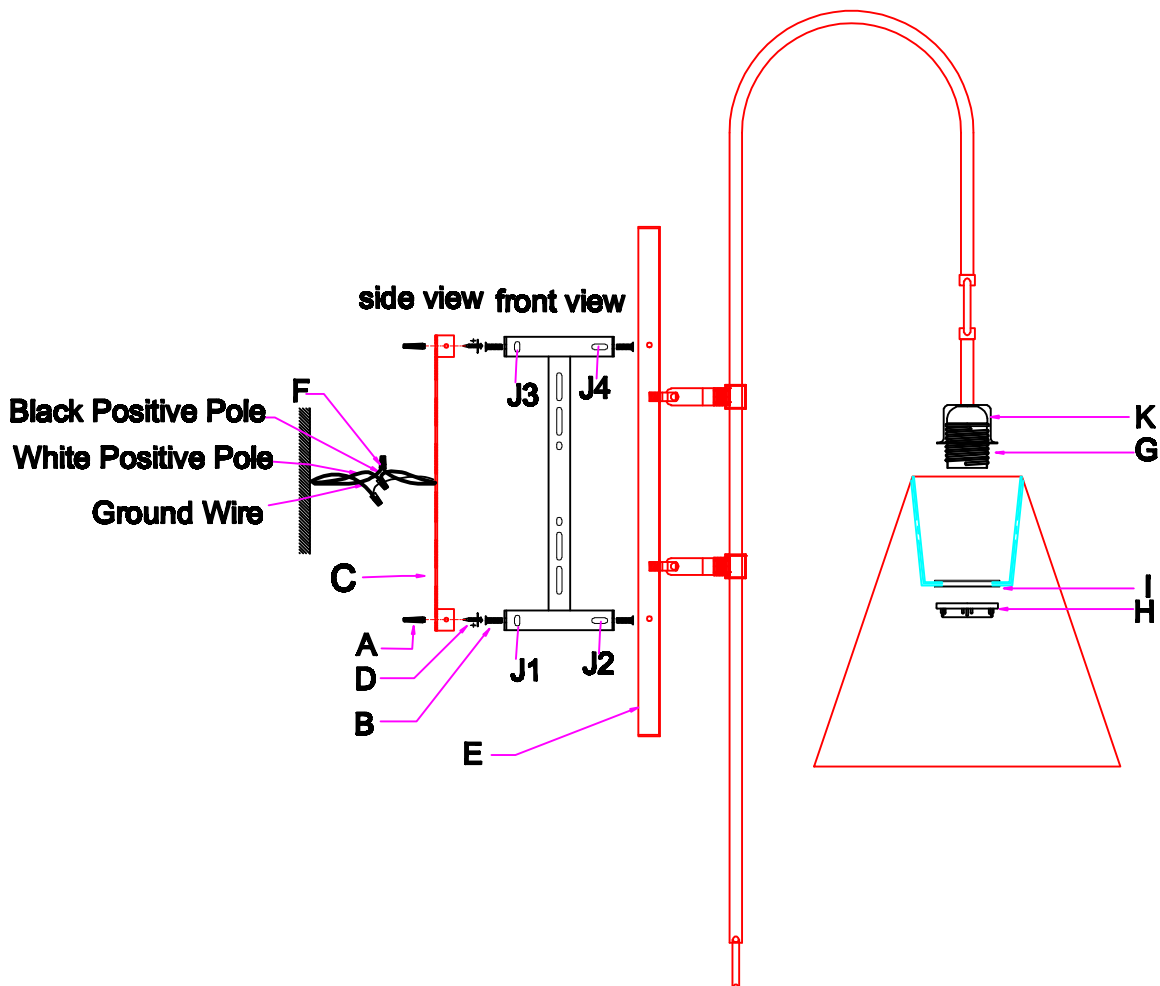 side view front view
J3
J4
F
Black Positive Pole
White Positive Pole
Ground Wire
K
G
C
I
H
A
D
B
J1
J2
E